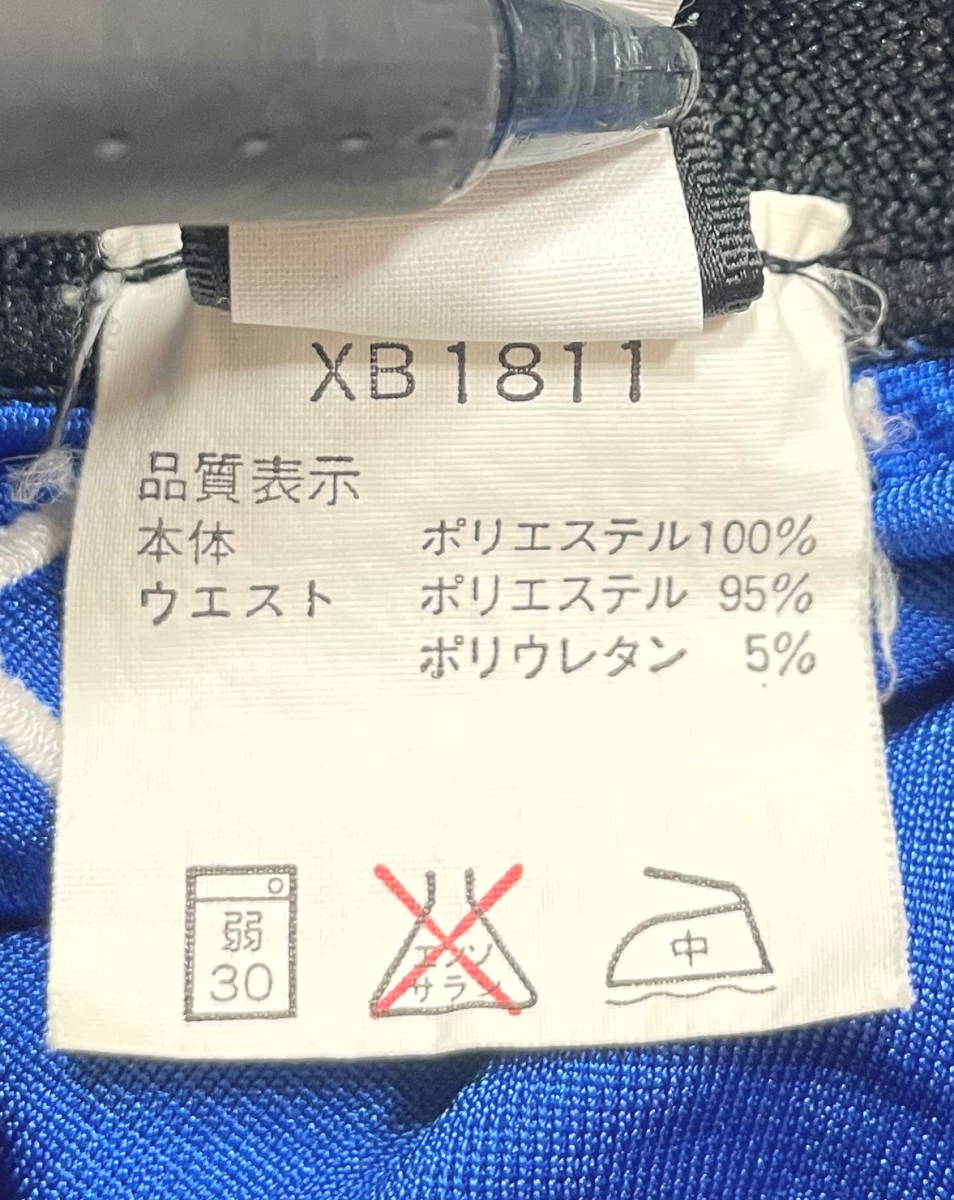 XB1811
品質表示
本体 ポリエステル100%
ウエスト ポリエステル 95%
ポリウレタン 5%
弱
30
エンソ
サラシ
中